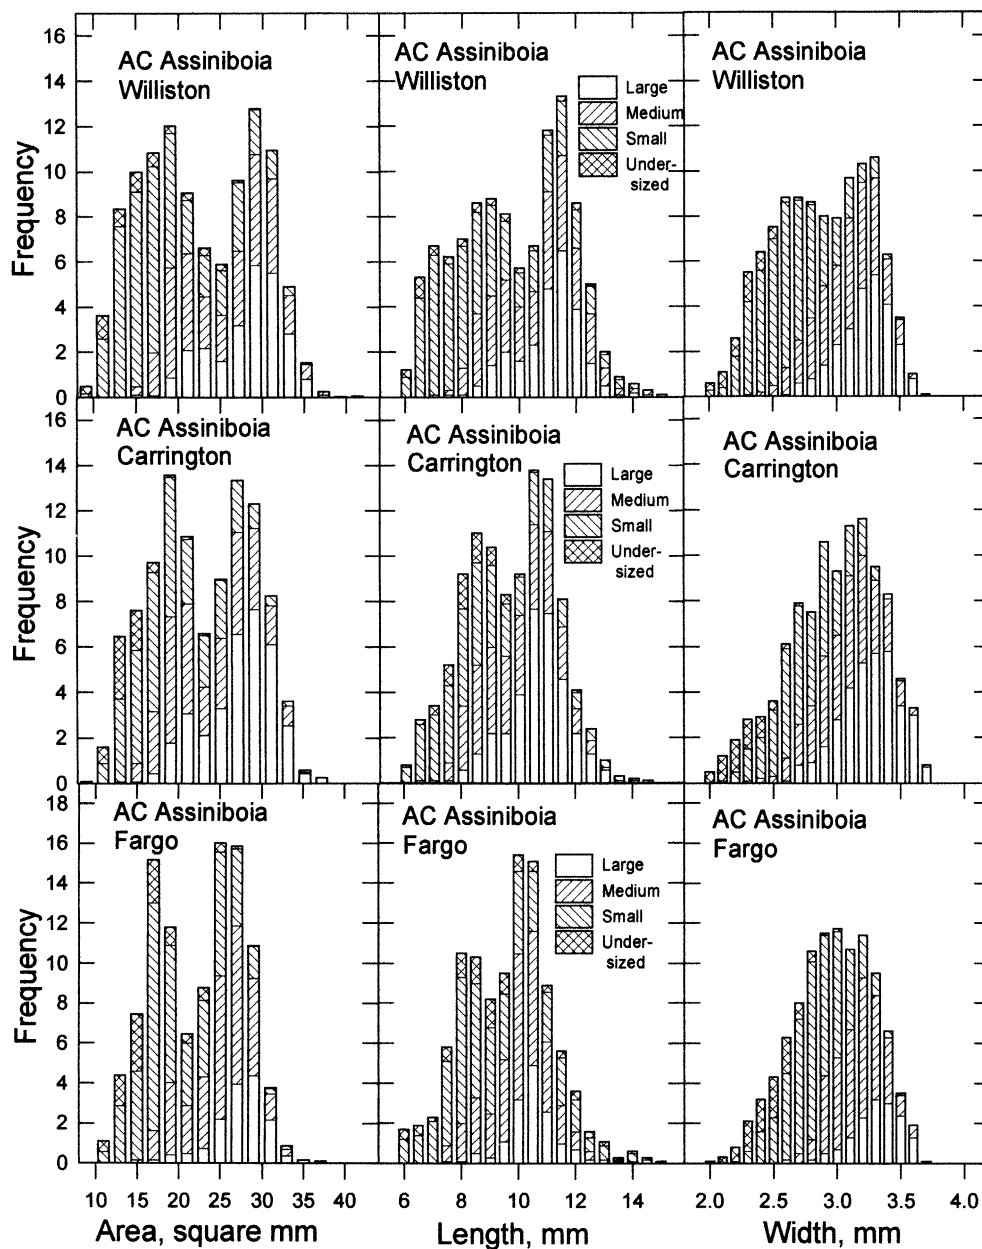 16
14
12
10
8
6
4
2
0
Frequency
AC Assiniboia
Williston
AC Assiniboia
Williston
Large
Medium
Small
Under-
sized
AC Assiniboia
Williston
16
14
12
10
8
6
4
2
0
Frequency
AC Assiniboia
Carrington
AC Assiniboia
Carrington
Large
Medium
Small
Under-
sized
AC Assiniboia
Carrington
18
16
14
12
10
8
6
4
2
0
Frequency
AC Assiniboia
Fargo
AC Assiniboia
Fargo
Large
Medium
Small
Under-
sized
AC Assiniboia
Fargo
10 20 30 40
6 8 10 12 14
2.0 2.5 3.0 3.5 4.0
Area, square mm
Length, mm
Width, mm